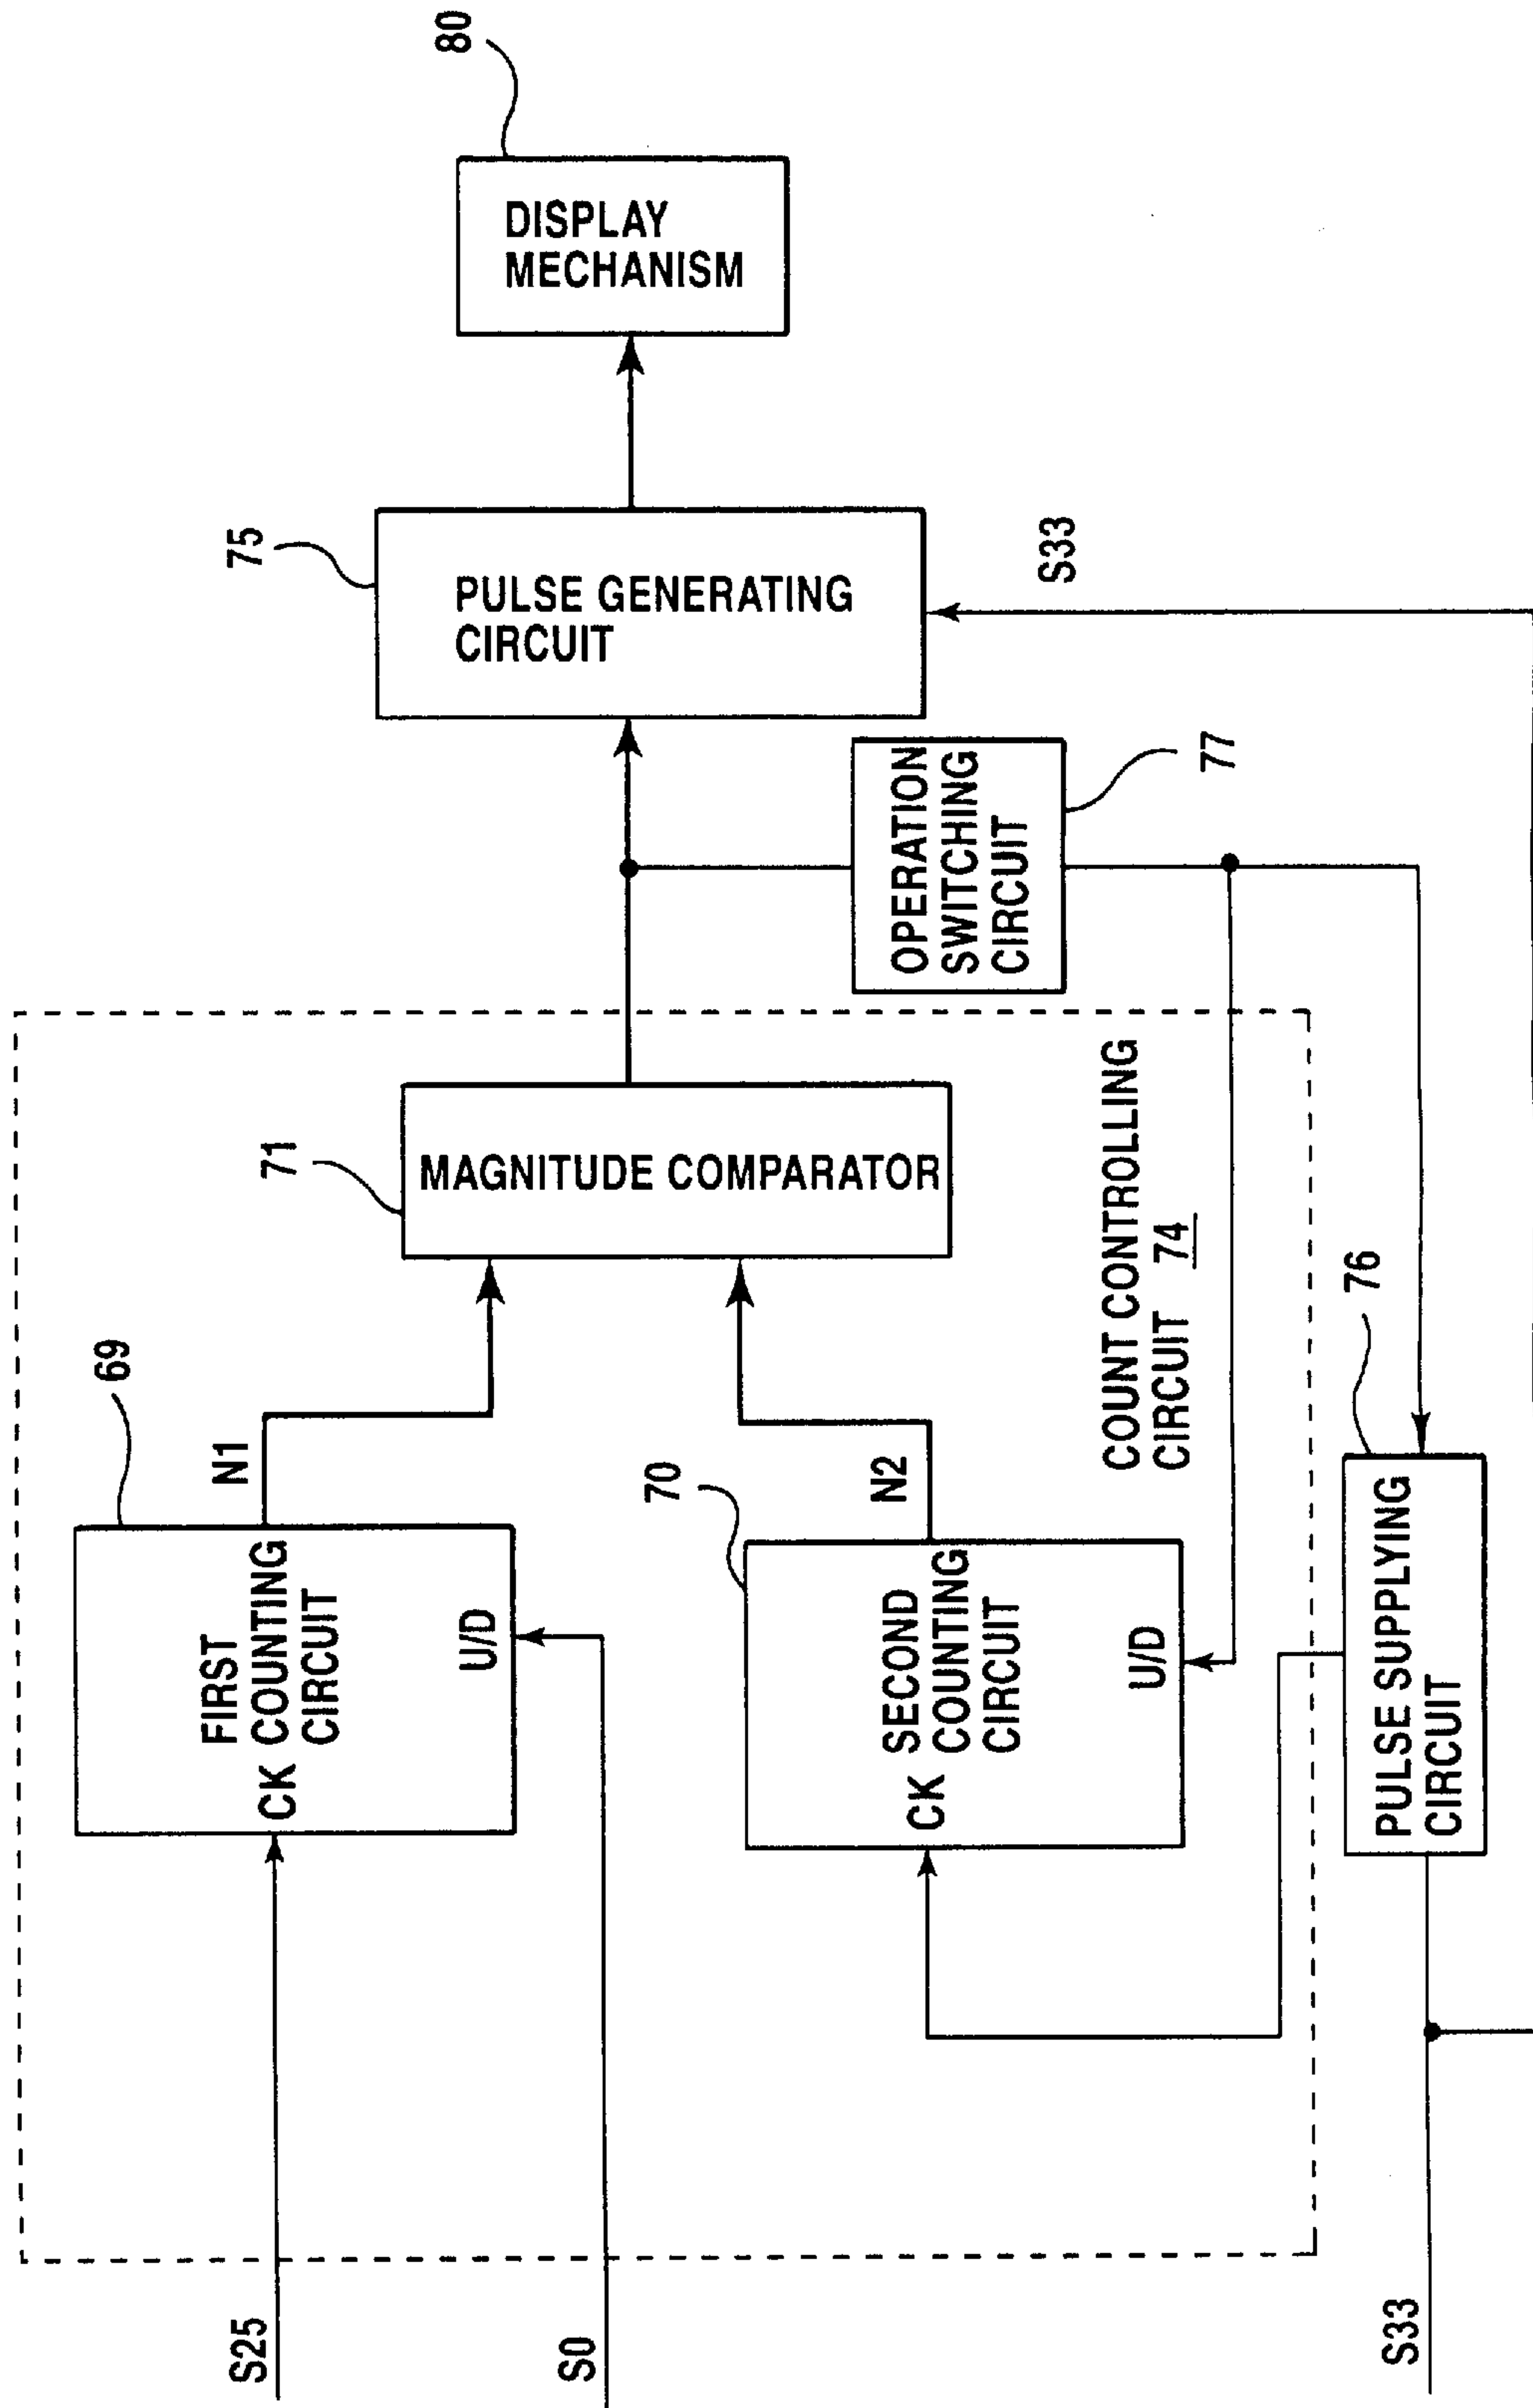 S25
S0
S33
69
FIRST
COUNTING
CIRCUIT
CK
U/D
N1
70
SECOND
COUNTING
CIRCUIT
CK
U/D
N2
71
MAGNITUDE COMPARATOR
COUNT CONTROLLING
CIRCUIT 74
76
PULSE SUPPLYING
CIRCUIT
OPERATION
SWITCHING
CIRCUIT
77
75
PULSE GENERATING
CIRCUIT
S33
80
DISPLAY
MECHANISM